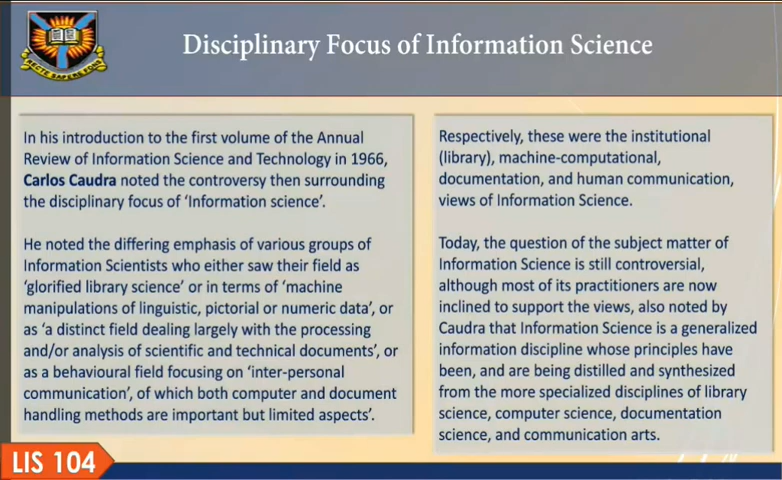 Disciplinary Focus of Information Science
In his introduction to the first volume of the Annual
Review of Information Science and Technology in 1966,
Carlos Caudra noted the controversy then surrounding
the disciplinary focus of 'Information science'.
He noted the differing emphasis of various groups of
Information Scientists who either saw their field as
'glorified library science' or in terms of 'machine
manipulations of linguistic, pictorial or numeric data', or
as 'a distinct field dealing largely with the processing
and/or analysis of scientific and technical documents', or
as a behavioural field focusing on 'inter-personal
communication', of which both computer and document
handling methods are important but limited aspects'.
Respectively, these were the institutional
(library), machine-computational,
documentation, and human communication,
views of Information Science.
Today, the question of the subject matter of
Information Science is still controversial,
although most of its practitioners are now
inclined to support the views, also noted by
Caudra that Information Science is a generalized
information discipline whose principles have
been, and are being distilled and synthesized
from the more specialized disciplines of library
science, computer science, documentation
science, and communication arts.
LIS 104